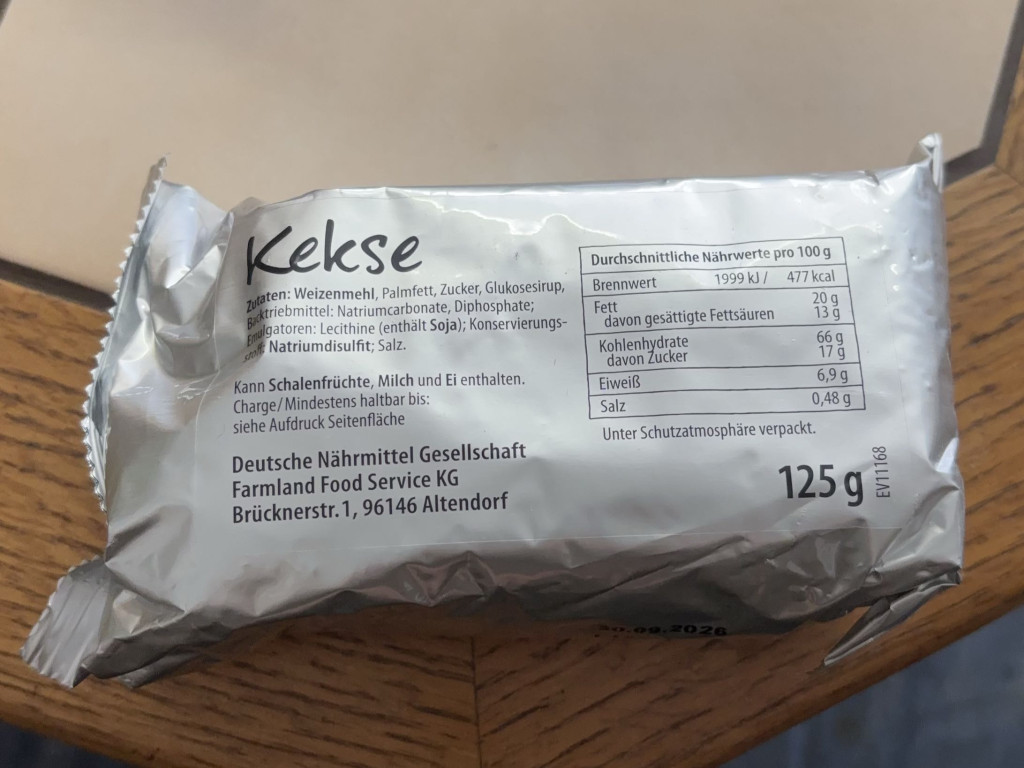 Kekse
Zutaten: Weizenmehl, Palmfett, Zucker, Glukosesirup,
Backtriebmittel: Natriumcarbonate, Diphosphate;
Emulgatoren: Lecithine (enthält Soja); Konservierungs-
Natriumdisulfit; Salz.
Kann Schalenfrüchte, Milch und Ei enthalten.
Charge/Mindestens haltbar bis:
siehe Aufdruck Seitenfläche
Deutsche Nährmittel Gesellschaft
Farmland Food Service KG
Brücknerstr. 1, 96146 Altendorf
Durchschnittliche Nährwerte pro 100 g
Brennwert 1999 kJ / 477 kcal
Fett 20 g
davon gesättigte Fettsäuren 13 g
Kohlenhydrate 66 g
davon Zucker 17 g
Eiweiß 6,9 g
Salz 0,48 g
Unter Schutzatmosphäre verpackt.
125 g
EV11168